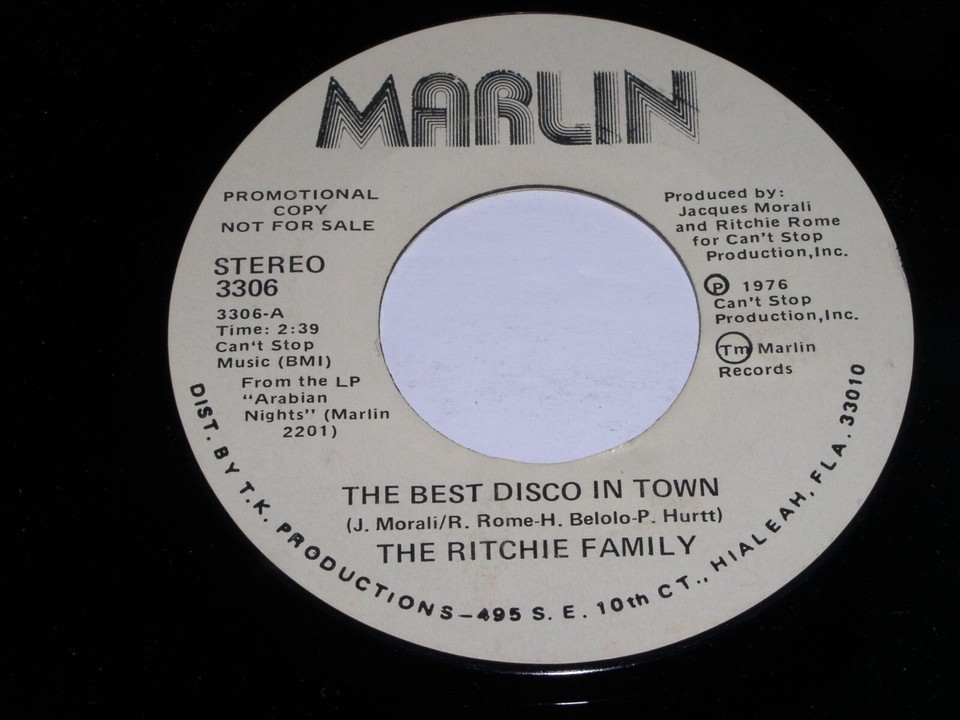 MARLIN
PROMOTIONAL
COPY
NOT FOR SALE
STEREO
3306
3306-A
Time: 2:39
Can't Stop
Music (BMI)
From the LP
"Arabian
Nights" (Marlin
2201)
Produced by:
Jacques Morali
and Ritchie Rome
for Can't Stop
Production,Inc.
Ⓟ 1976
Can't Stop
Production,Inc.
Tm Marlin
Records
THE BEST DISCO IN TOWN
(J. Morali/R. Rome-H. Belolo-P. Hurtt)
THE RITCHIE FAMILY
DIST. BY T.K. PRODUCTIONS-495 S. E. 10th CT., HIALEAH, FLA. 33010